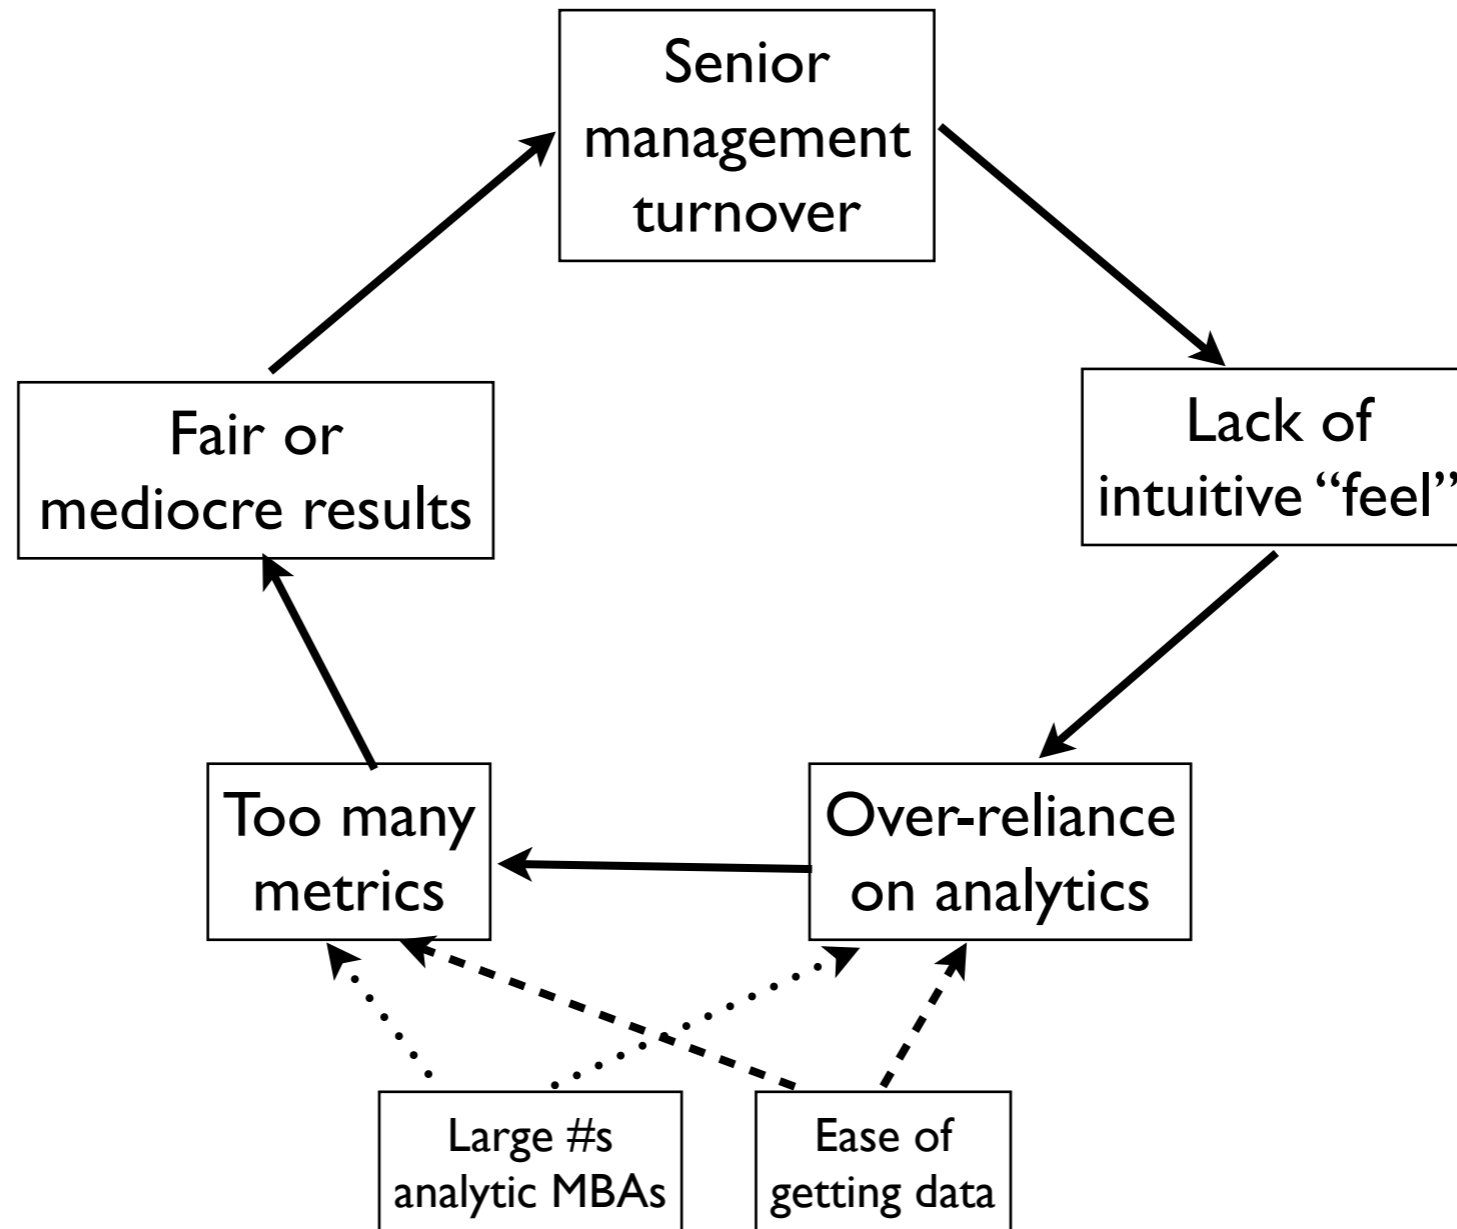 Senior
management
turnover
Fair or
mediocre results
Lack of
intuitive “feel”
Too many
metrics
Over-reliance
on analytics
Large #s
analytic MBAs
Ease of
getting data